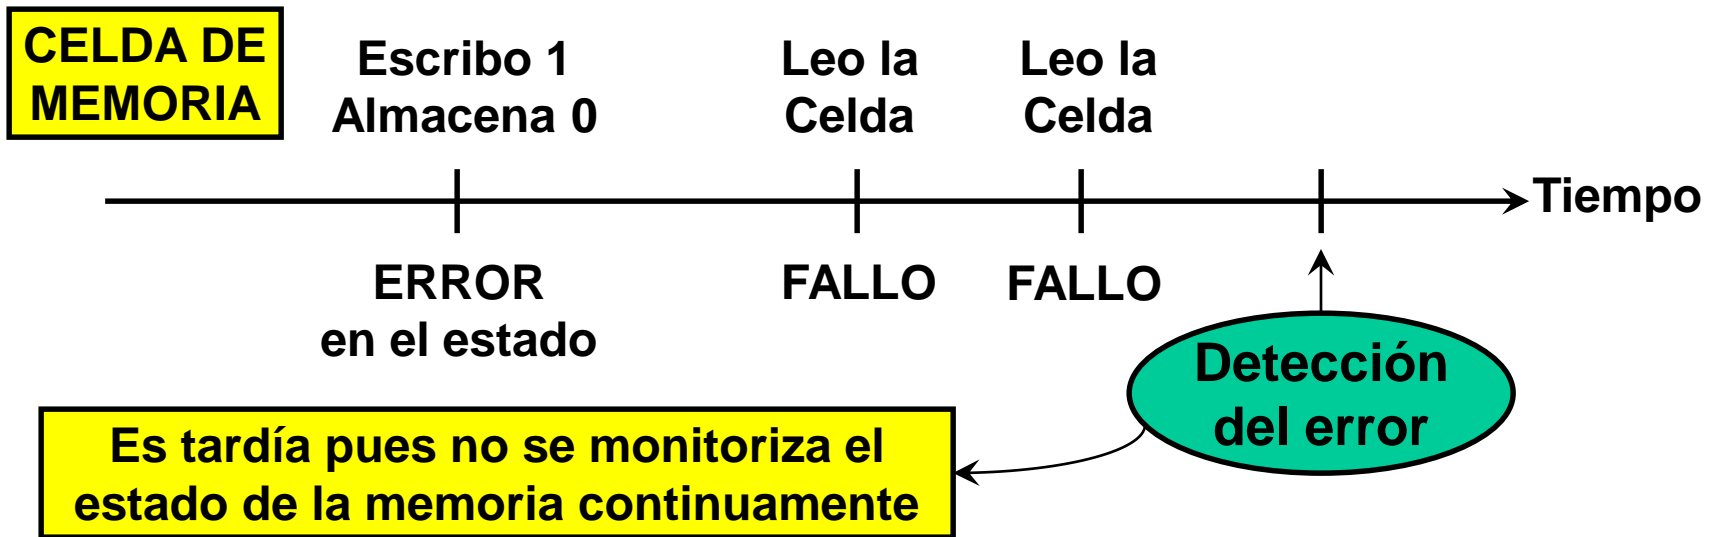 CELDA DE
MEMORIA
Escribo 1
Almacena 0
Leo la
Celda
Leo la
Celda
Tiempo
ERROR
en el estado
FALLO
FALLO
Detección
del error
Es tardía pues no se monitoriza el
estado de la memoria continuamente